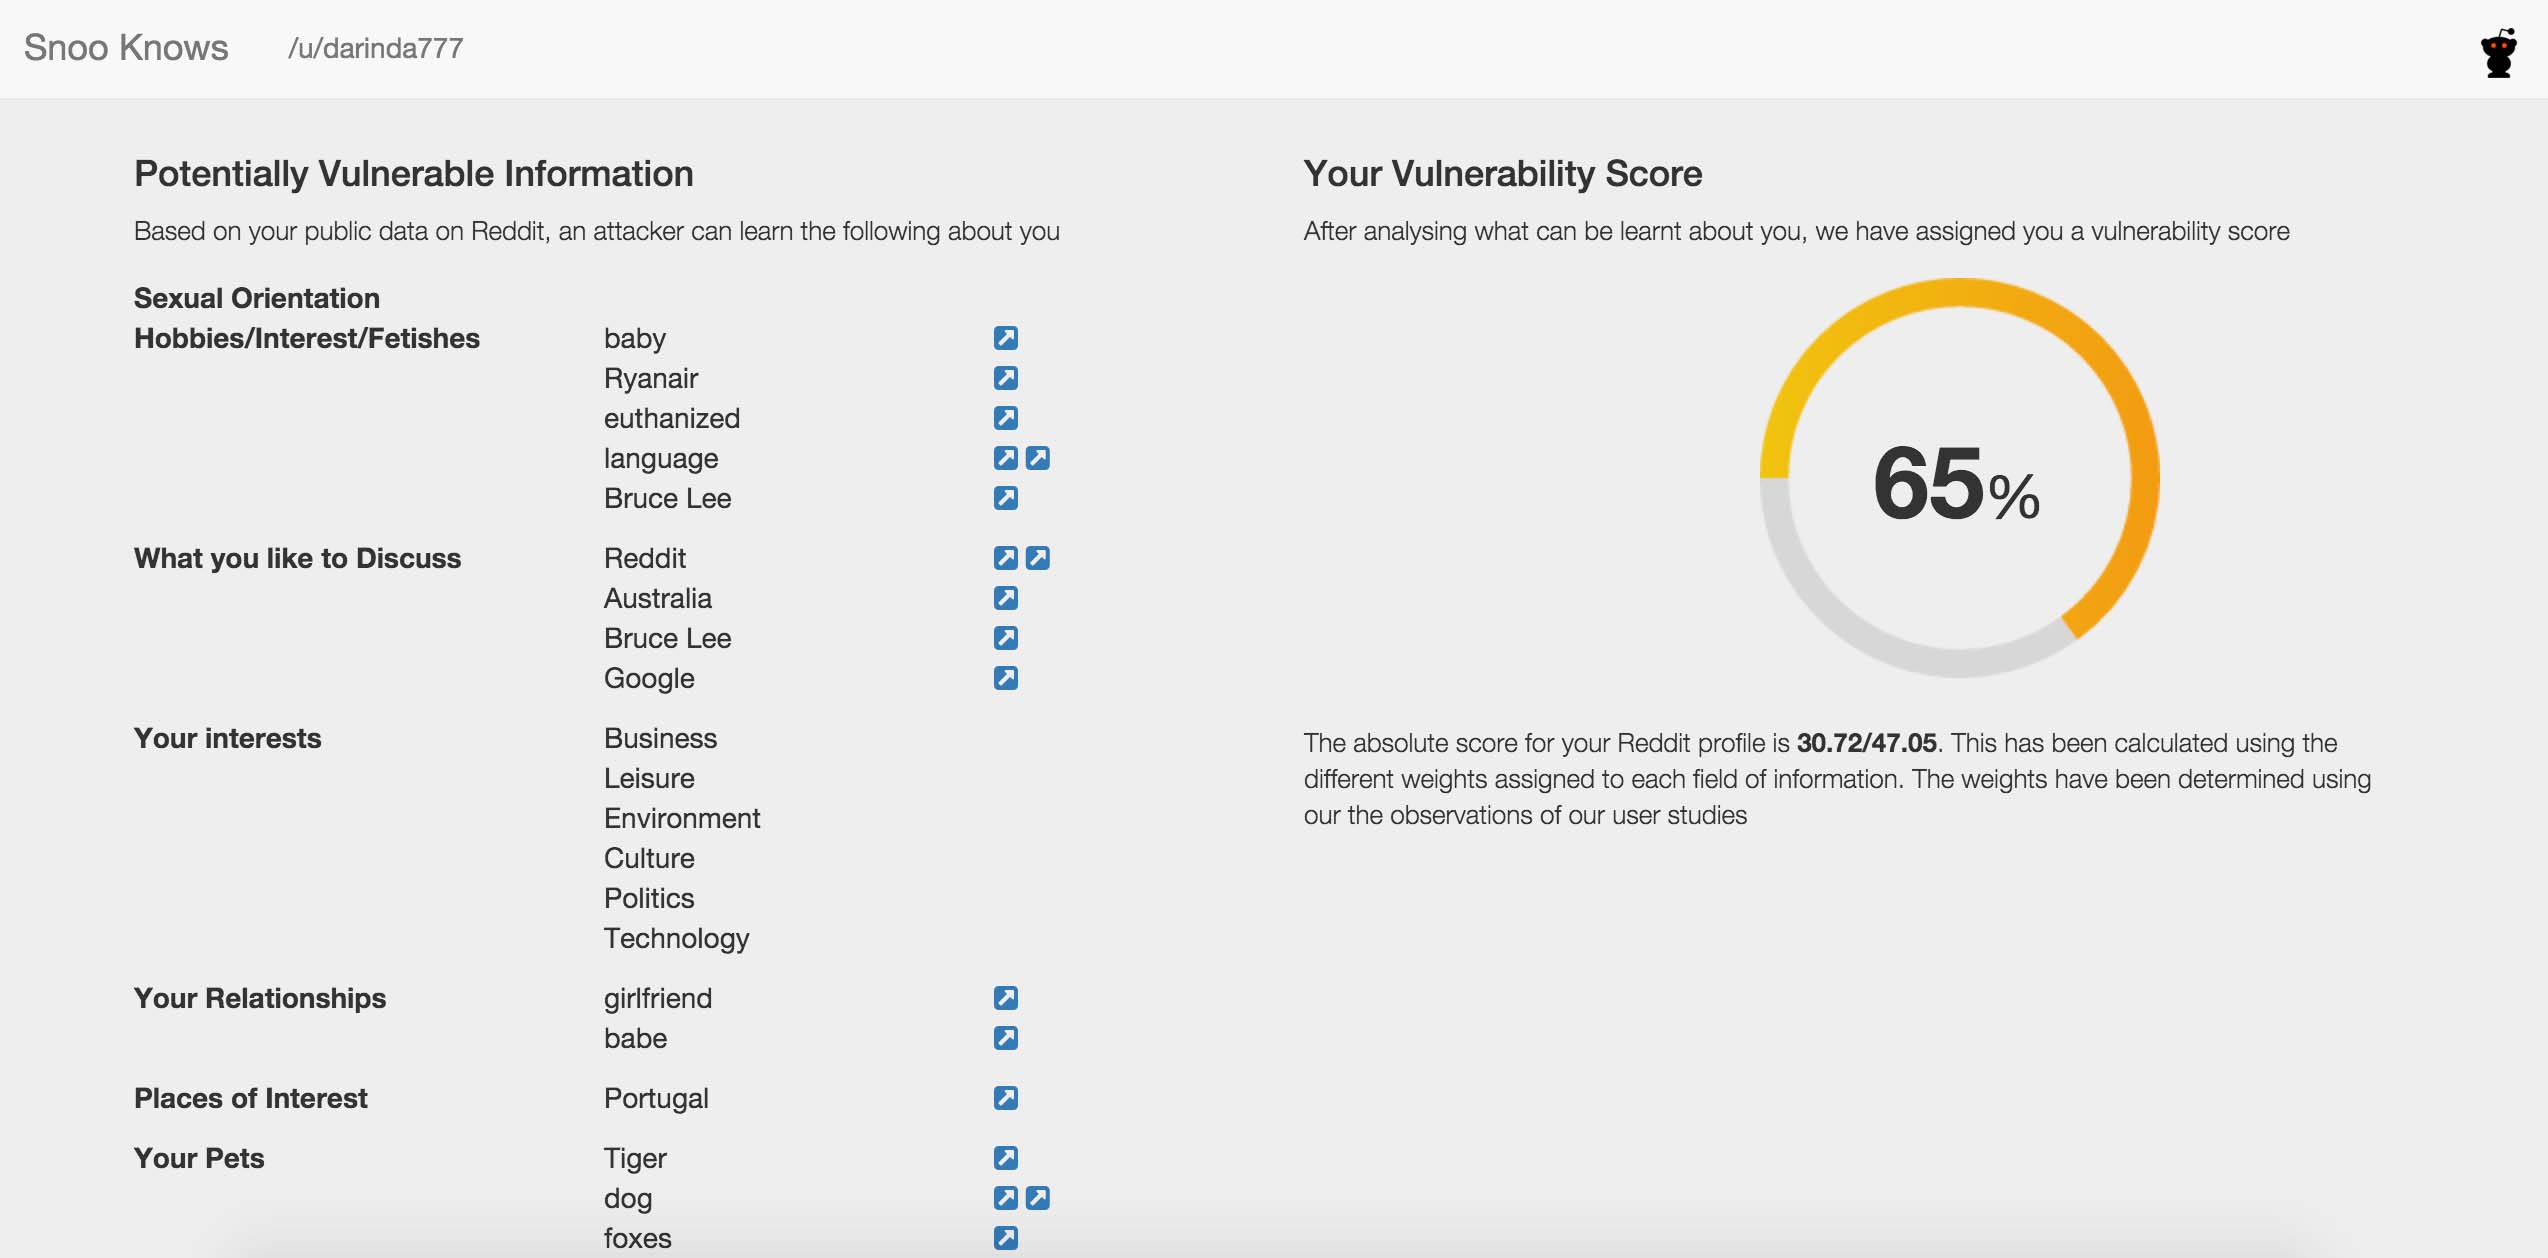 Snoo Knows /u/darinda777
Potentially Vulnerable Information
Based on your public data on Reddit, an attacker can learn the following about you
Sexual Orientation
Hobbies/Interest/Fetishes baby
Ryanair
euthanized
language
Bruce Lee
What you like to Discuss Reddit
Australia
Bruce Lee
Google
Your interests Business
Leisure
Environment
Culture
Politics
Technology
Your Relationships girlfriend
babe
Places of Interest Portugal
Your Pets Tiger
dog
foxes
Your Vulnerability Score
After analysing what can be learnt about you, we have assigned you a vulnerability score
65%
The absolute score for your Reddit profile is 30.72/47.05. This has been calculated using the
different weights assigned to each field of information. The weights have been determined using
our the observations of our user studies